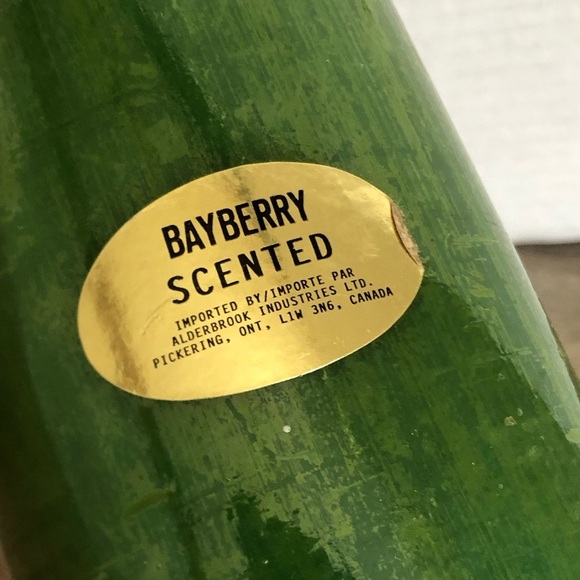 BAYBERRY
SCENTED
IMPORTED BY/IMPORTE PAR
ALDERBROOK INDUSTRIES LTD.
PICKERING, ONT, L1W 3N6, CANADA